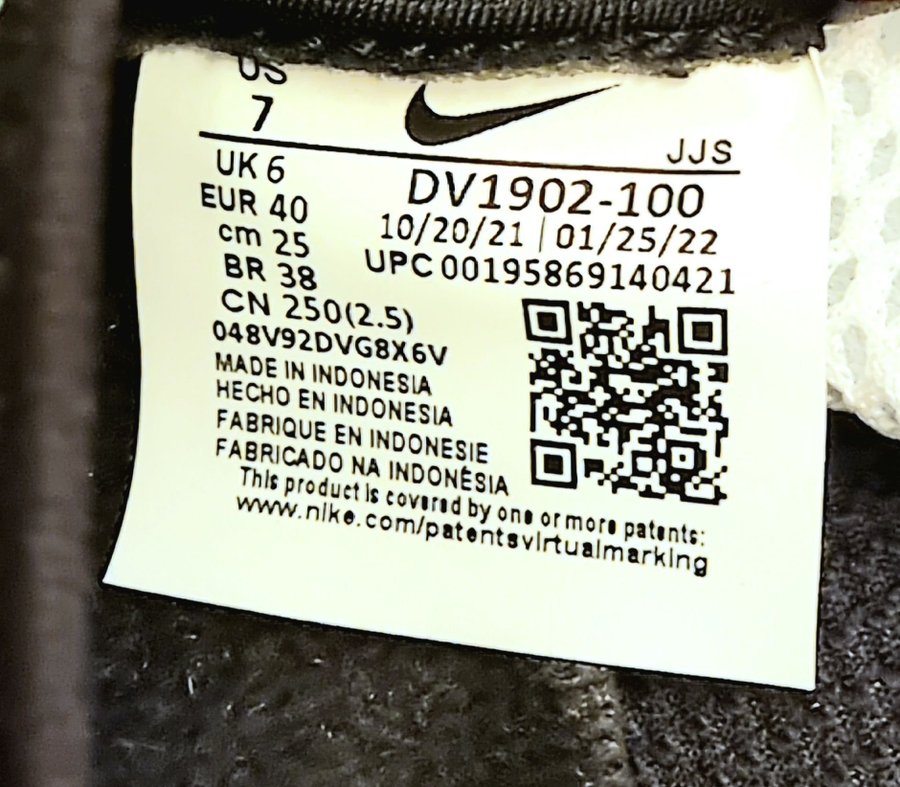 US
7
JJS
UK 6
EUR 40
cm 25
BR 38
CN 250(2.5)
DV1902-100
10/20/21 | 01/25/22
UPC 00195869140421
048V92DVG8X6V
MADE IN INDONESIA
HECHO EN INDONESIA
FABRIQUE EN INDONESIE
FABRICADO NA INDONÉSIA
This product is covered by one or more patents:
www.nike.com/patentsvirtualmarking